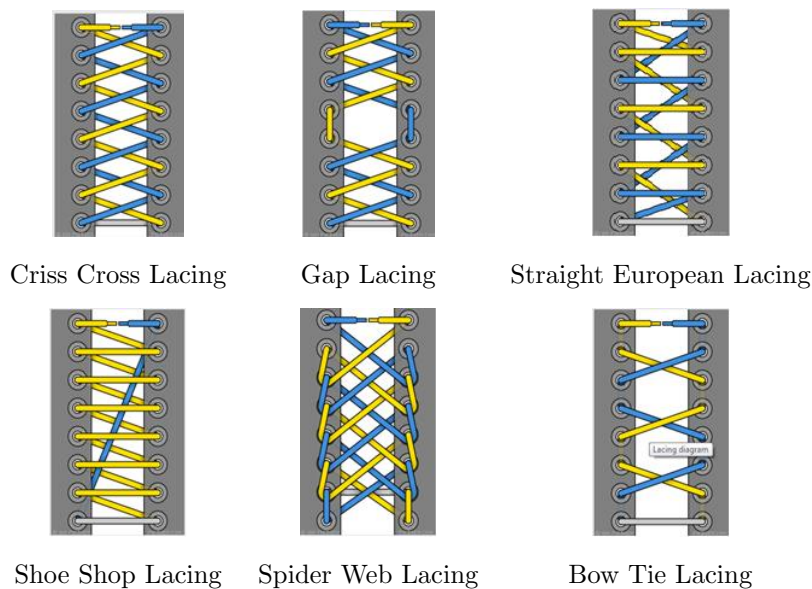 Criss Cross Lacing
Gap Lacing
Straight European Lacing
Lacing diagram
Shoe Shop Lacing
Spider Web Lacing
Bow Tie Lacing